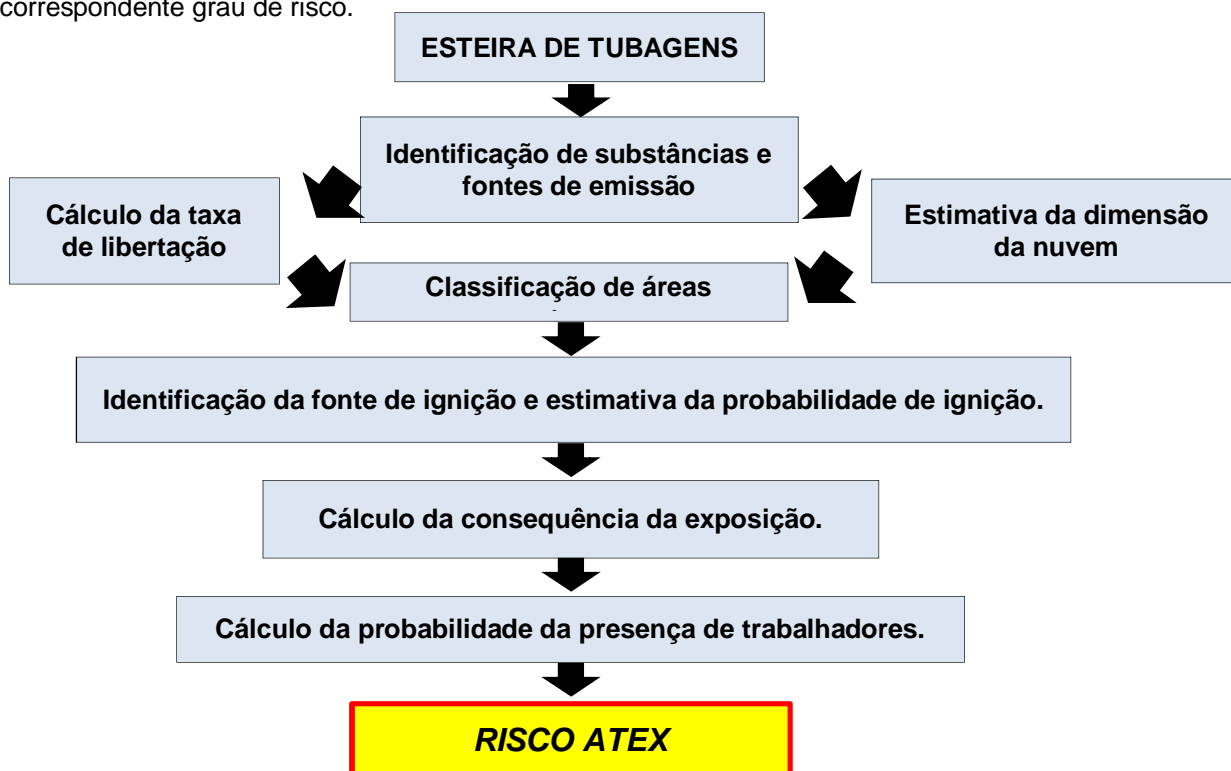 correspondente grau de risco.
ESTEIRA DE TUBAGENS
Identificação de substâncias e
fontes de emissão
Cálculo da taxa
de libertação
Estimativa da dimensão
da nuvem
Classificação de áreas
Identificação da fonte de ignição e estimativa da probabilidade de ignição.
Cálculo da consequência da exposição.
Cálculo da probabilidade da presença de trabalhadores.
RISCO ATEX